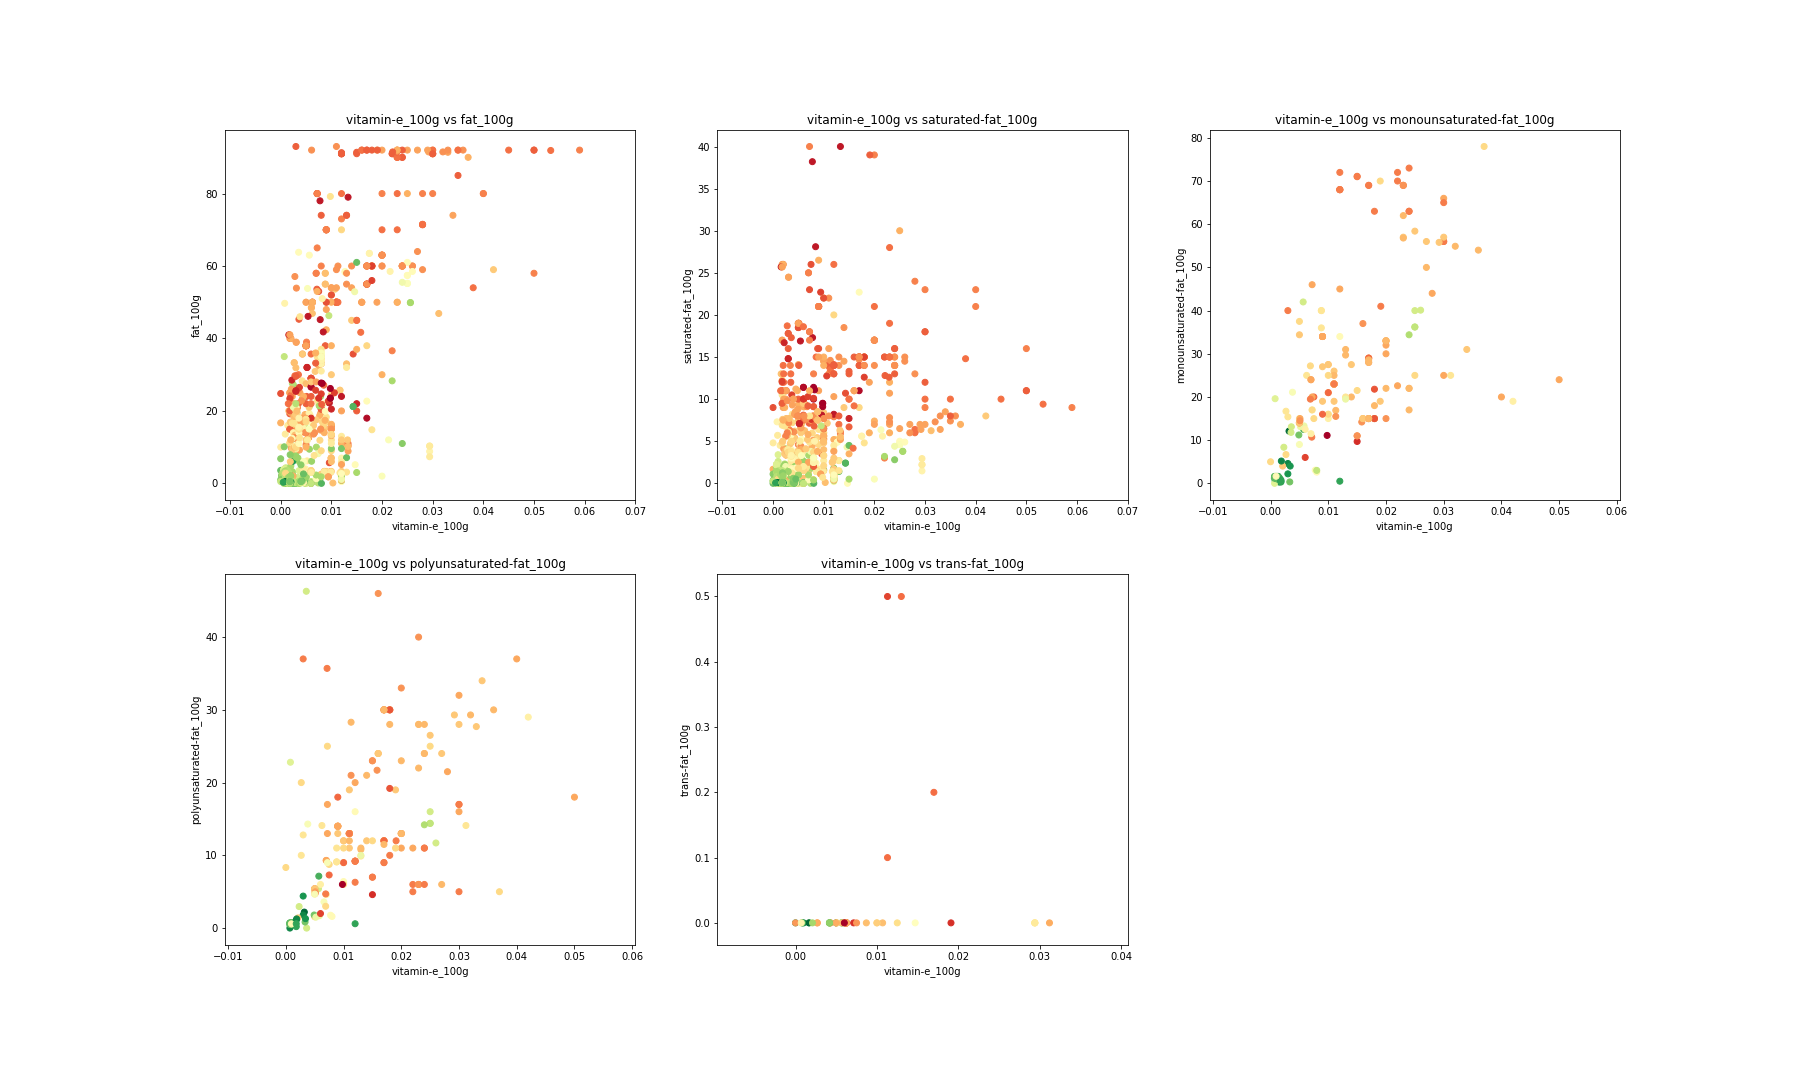 vitamin-e_100g vs fat_100g
fat_100g
80
60
40
20
0
−0.01 0.00 0.01 0.02 0.03 0.04 0.05 0.06 0.07
vitamin-e_100g
vitamin-e_100g vs saturated-fat_100g
saturated-fat_100g
40
35
30
25
20
15
10
5
0
−0.01 0.00 0.01 0.02 0.03 0.04 0.05 0.06 0.07
vitamin-e_100g
vitamin-e_100g vs monounsaturated-fat_100g
monounsaturated-fat_100g
80
70
60
50
40
30
20
10
0
−0.01 0.00 0.01 0.02 0.03 0.04 0.05 0.06
vitamin-e_100g
vitamin-e_100g vs polyunsaturated-fat_100g
polyunsaturated-fat_100g
40
30
20
10
0
−0.01 0.00 0.01 0.02 0.03 0.04 0.05 0.06
vitamin-e_100g
vitamin-e_100g vs trans-fat_100g
trans-fat_100g
0.5
0.4
0.3
0.2
0.1
0.0
0.00 0.01 0.02 0.03 0.04
vitamin-e_100g